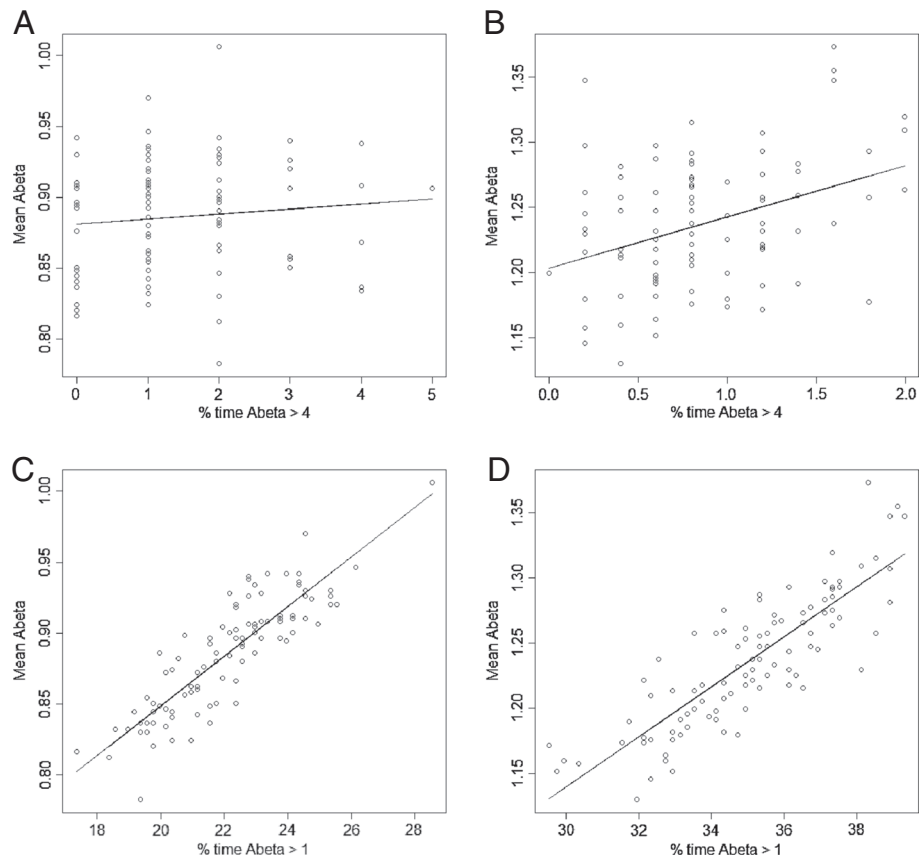 A
B
1.00
0.95
0.90
0.85
0.80
Mean Abeta
0 1 2 3 4 5
% time Abeta > 4
1.35
1.30
1.25
1.20
1.15
Mean Abeta
0.0 0.5 1.0 1.5 2.0
% time Abeta > 4
C
D
1.00
0.95
0.90
0.85
0.80
Mean Abeta
18 20 22 24 26 28
% time Abeta > 1
1.35
1.30
1.25
1.20
1.15
Mean Abeta
30 32 34 36 38
% time Abeta > 1